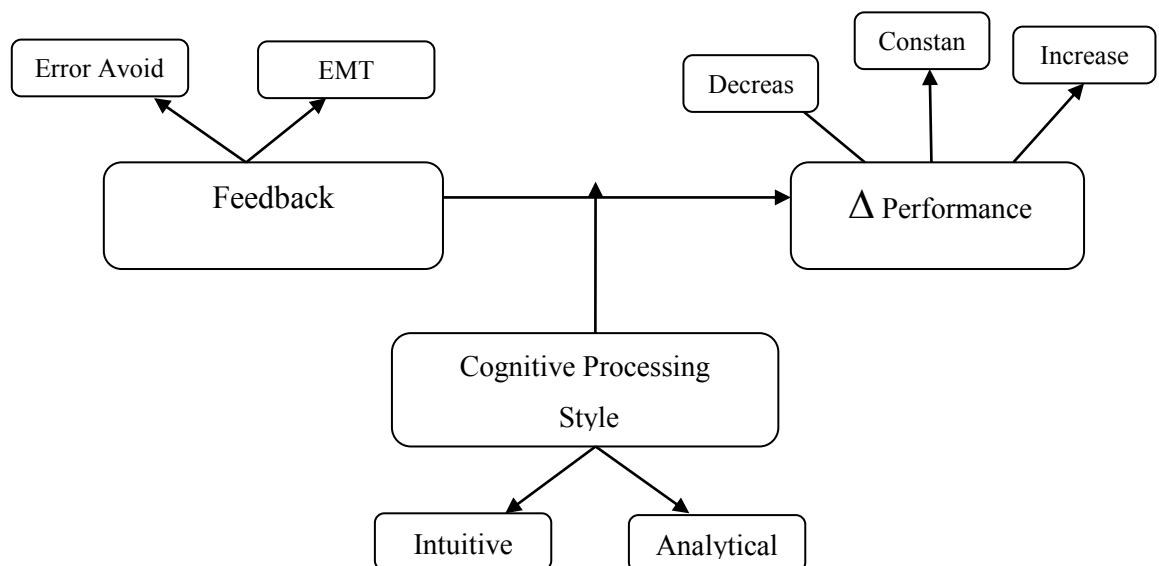 Error Avoid
EMT
Decreas
Constan
Increase
Feedback
Δ Performance
Cognitive Processing
Style
Intuitive
Analytical